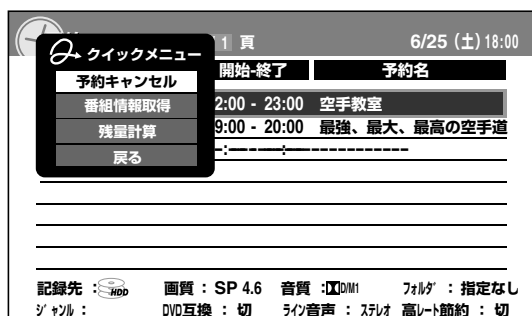 クイックメニュー
1 頁 6/25 (土) 18:00
予約キャンセル
番組情報取得
残量計算
戻る
開始-終了 予約名
2:00 - 23:00 空手教室
9:00 - 20:00 最強、最大、最高の空手道
-:-- --:-- ------------
記録先 : HDD 画質 : SP 4.6 音質 : D/M1 フォルダ : 指定なし
ジャンル : DVD互換 : 切 ライン音声 : ステレオ 高レート節約 : 切